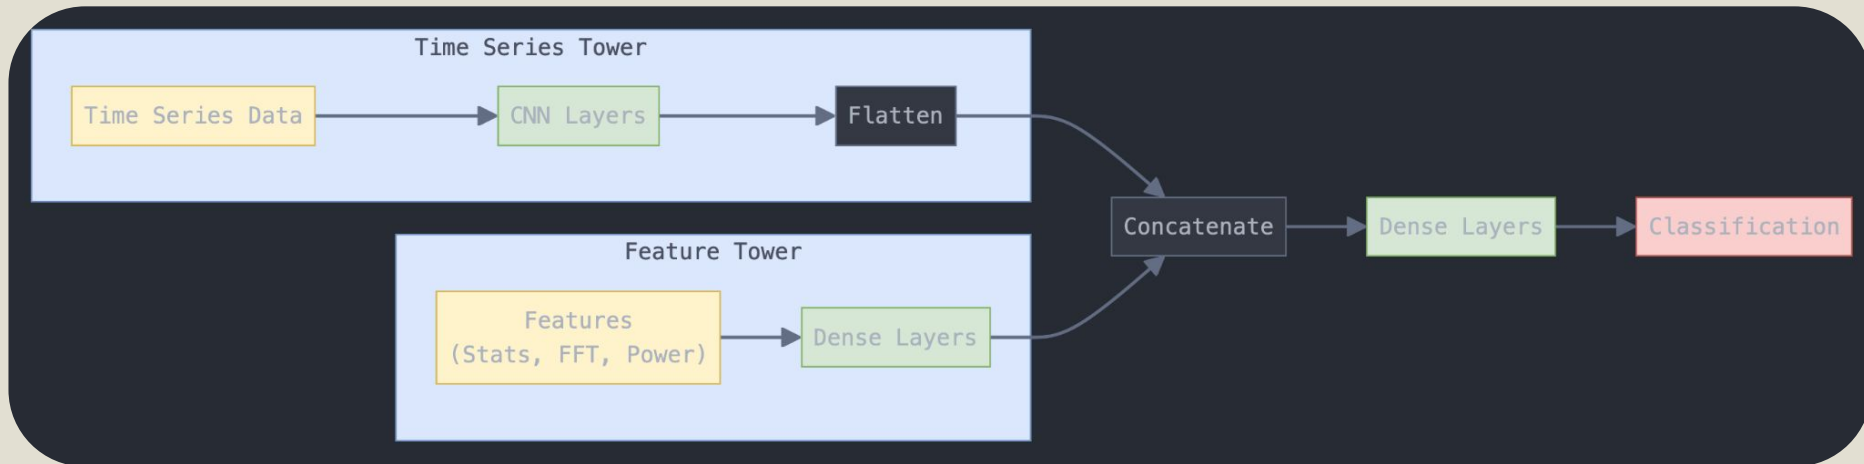 Time Series Tower
Time Series Data
CNN Layers
Flatten
Feature Tower
Features
(Stats, FFT, Power)
Dense Layers
Concatenate
Dense Layers
Classification